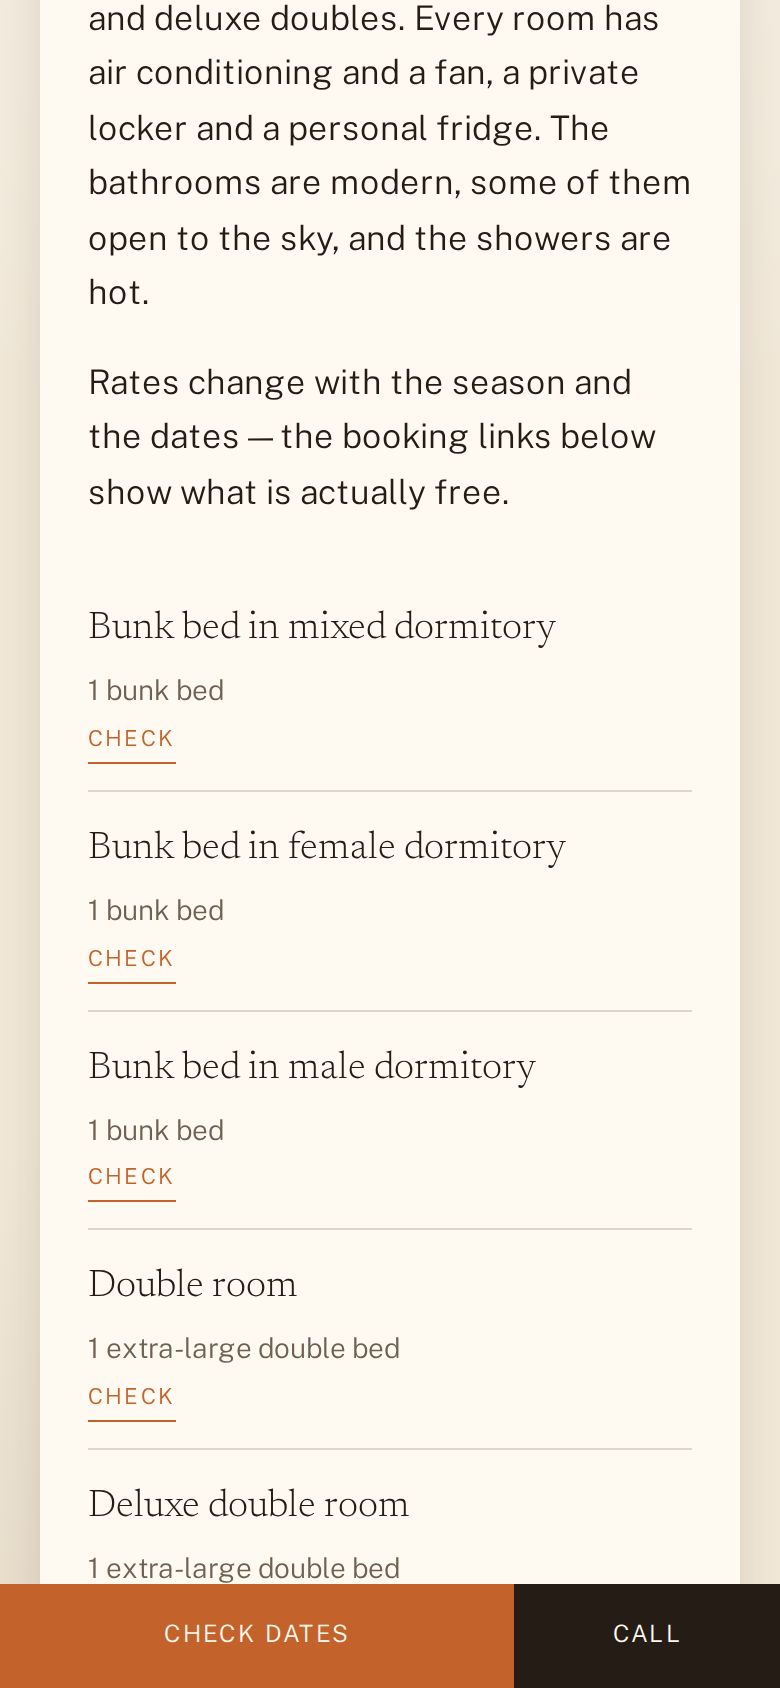 and deluxe doubles. Every room has
air conditioning and a fan, a private
locker and a personal fridge. The
bathrooms are modern, some of them
open to the sky, and the showers are
hot.
Rates change with the season and
the dates — the booking links below
show what is actually free.
Bunk bed in mixed dormitory
1 bunk bed
CHECK
Bunk bed in female dormitory
1 bunk bed
CHECK
Bunk bed in male dormitory
1 bunk bed
CHECK
Double room
1 extra-large double bed
CHECK
Deluxe double room
1 extra-large double bed
CHECK DATES
CALL